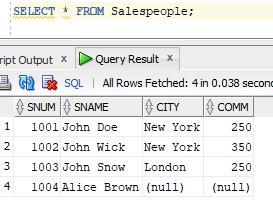 SELECT * FROM Salespeople;
Script Output × Query Result ×
SQL | All Rows Fetched: 4 in 0.038 secon
SNUM SNAME CITY COMM
1 1001 John Doe New York 250
2 1002 John Wick New York 350
3 1003 John Snow London 250
4 1004 Alice Brown (null) (null)